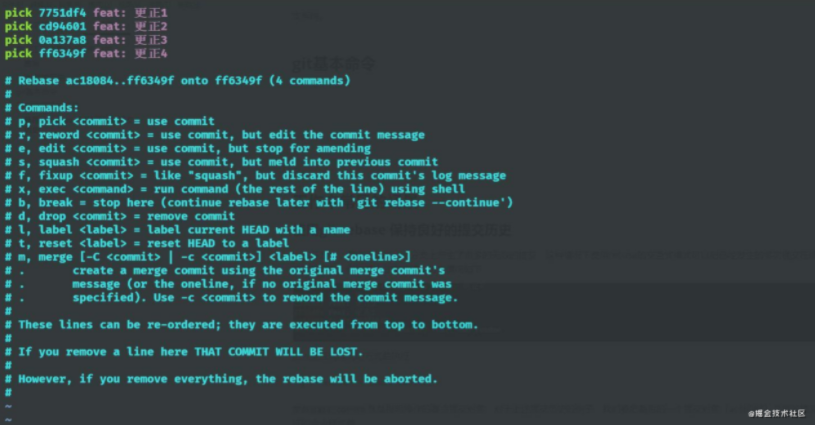 pick 7751df4 feat: 更正1
pick cd94601 feat: 更正2
pick 0a137a8 feat: 更正3
pick ff6349f feat: 更正4
# Rebase ac18084..ff6349f onto ff6349f (4 commands)
#
# Commands:
# p, pick <commit> = use commit
# r, reword <commit> = use commit, but edit the commit message
# e, edit <commit> = use commit, but stop for amending
# s, squash <commit> = use commit, but meld into previous commit
# f, fixup <commit> = like "squash", but discard this commit's log message
# x, exec <command> = run command (the rest of the line) using shell
# b, break = stop here (continue rebase later with 'git rebase --continue')
# d, drop <commit> = remove commit
# l, label <label> = label current HEAD with a name
# t, reset <label> = reset HEAD to a label
# m, merge [-C <commit> | -c <commit>] <label> [# <oneline>]
# .       create a merge commit using the original merge commit's
# .       message (or the oneline, if no original merge commit was
# .       specified). Use -c <commit> to reword the commit message.
#
# These lines can be re-ordered; they are executed from top to bottom.
#
# If you remove a line here THAT COMMIT WILL BE LOST.
#
# However, if you remove everything, the rebase will be aborted.
#
~
~
@掘金技术社区